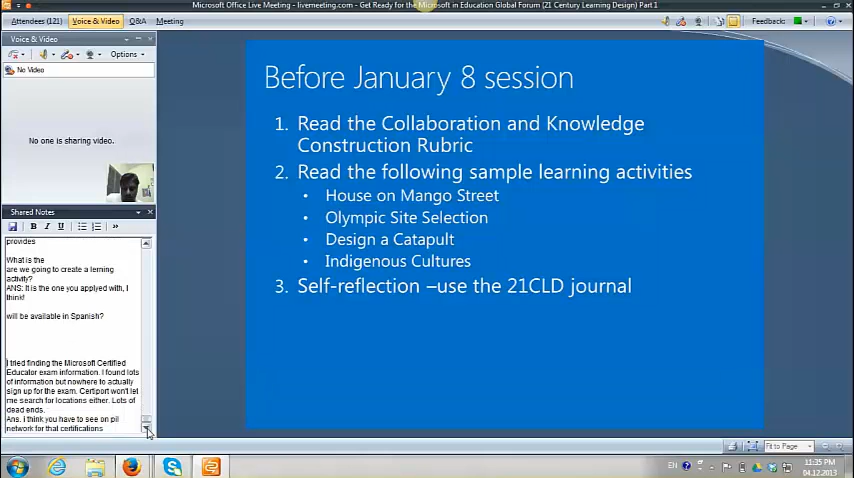 Microsoft Office Live Meeting - livemeeting.com - Get Ready for the Microsoft in Education Global Forum (21 Century Learning Design) Part 1
Attendees (121) Voice & Video Q&A Meeting
Feedback:
Voice & Video
Options
No Video
No one is sharing video.
Shared Notes
B I U
provides
What is the
are we going to create a lerning
activity?
ANS: It is the one you applyed with, I
think!
will be available in Spanish?
I tried finding the Microsoft Certified
Educator exam information. I found lots
of information but nowhere to actually
sign up for the exam. Certiport won't let
me search for locations either. Lots of
dead ends.
Ans. i think you have to see on pil
network for that certifications
Before January 8 session
1. Read the Collaboration and Knowledge
Construction Rubric
2. Read the following sample learning activities
• House on Mango Street
• Olympic Site Selection
• Design a Catapult
• Indigenous Cultures
3. Self-reflection –use the 21CLD journal
Fit to Page
EN
11:35 PM
04.12.2013